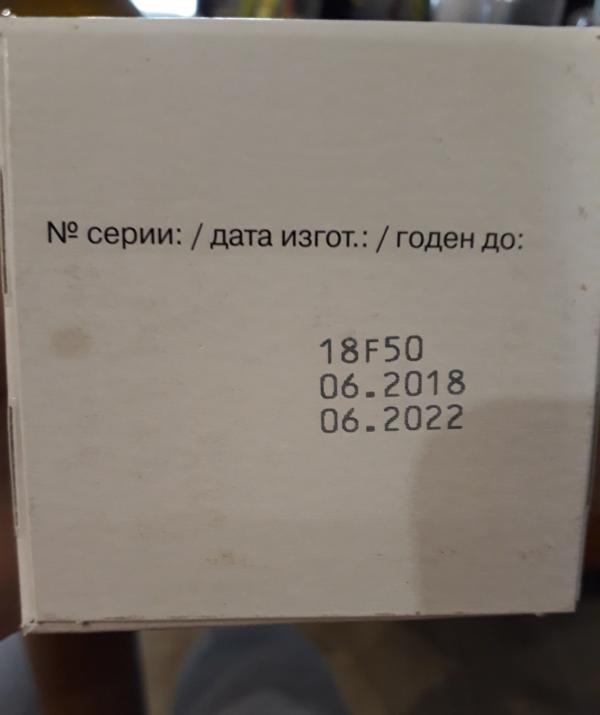 № серии: / дата изгот.: / годен до:
18F50
06.2018
06.2022